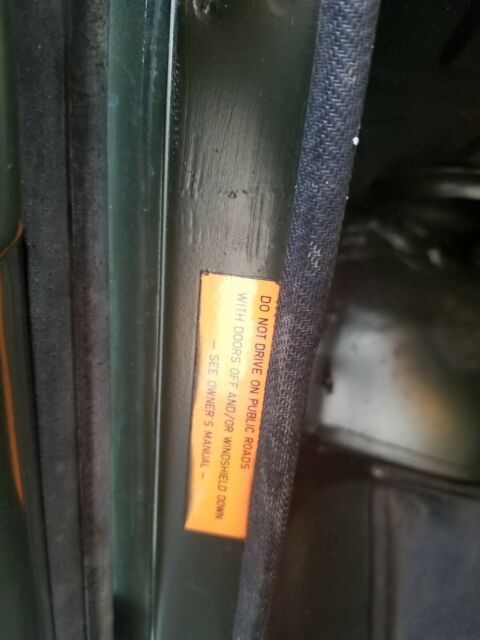 DO NOT DRIVE ON PUBLIC ROADS
WITH DOORS OFF AND/OR WINDSHIELD DOWN.
— SEE OWNER'S MANUAL —